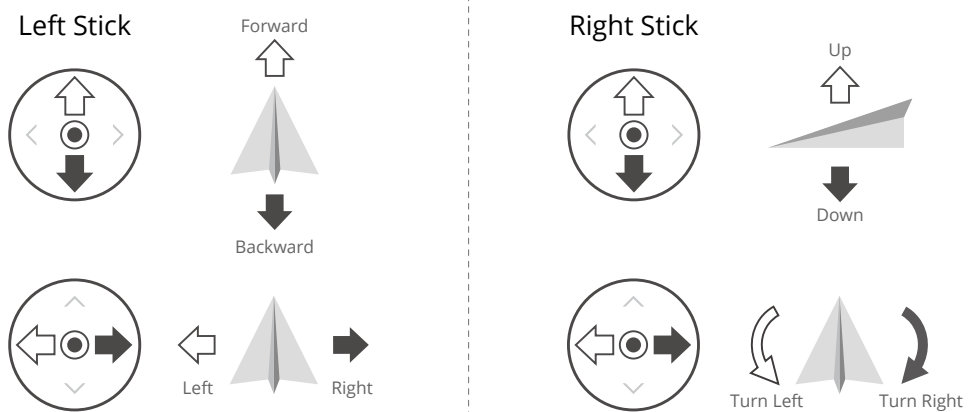 Left Stick
Forward
Backward
Left
Right
Right Stick
Up
Down
Turn Left
Turn Right